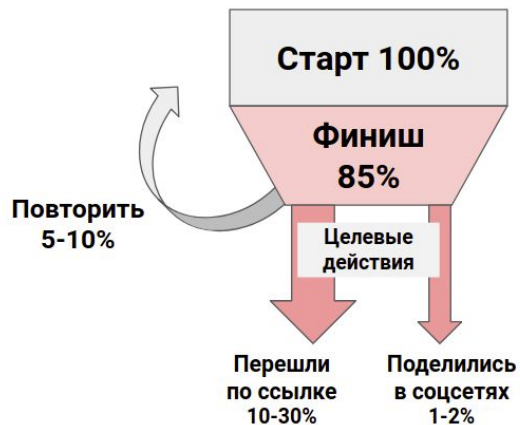 Старт 100%
Финиш
85%
Повторить
5-10%
Целевые
действия
Перешли
по ссылке
10-30%
Поделились
в соцсетях
1-2%